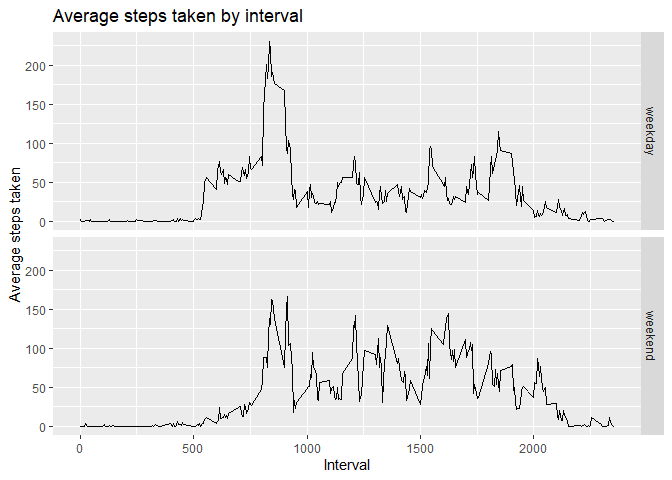 Average steps taken by interval
Average steps taken
200
150
100
50
0
weekday
200
150
100
50
0
weekend
0 500 1000 1500 2000
Interval